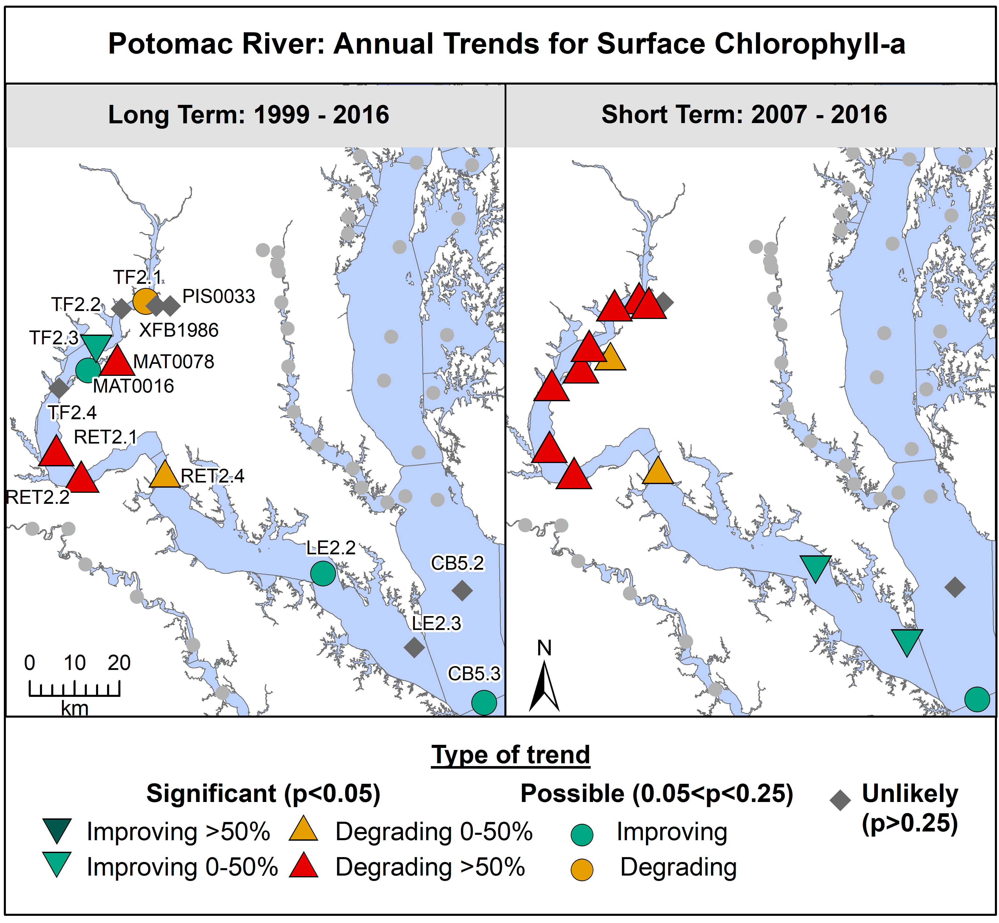 Potomac River: Annual Trends for Surface Chlorophyll-a
Long Term: 1999 - 2016
Short Term: 2007 - 2016
TF2.1
PIS0033
TF2.2
XFB1986
TF2.3
MAT0078
MAT0016
TF2.4
RET2.1
RET2.4
RET2.2
LE2.2
CB5.2
LE2.3
CB5.3
0 10 20
km
N
Type of trend
Significant (p<0.05)
Possible (0.05<p<0.25)
Unlikely
(p>0.25)
Improving >50%
Degrading 0-50%
Improving
Improving 0-50%
Degrading >50%
Degrading